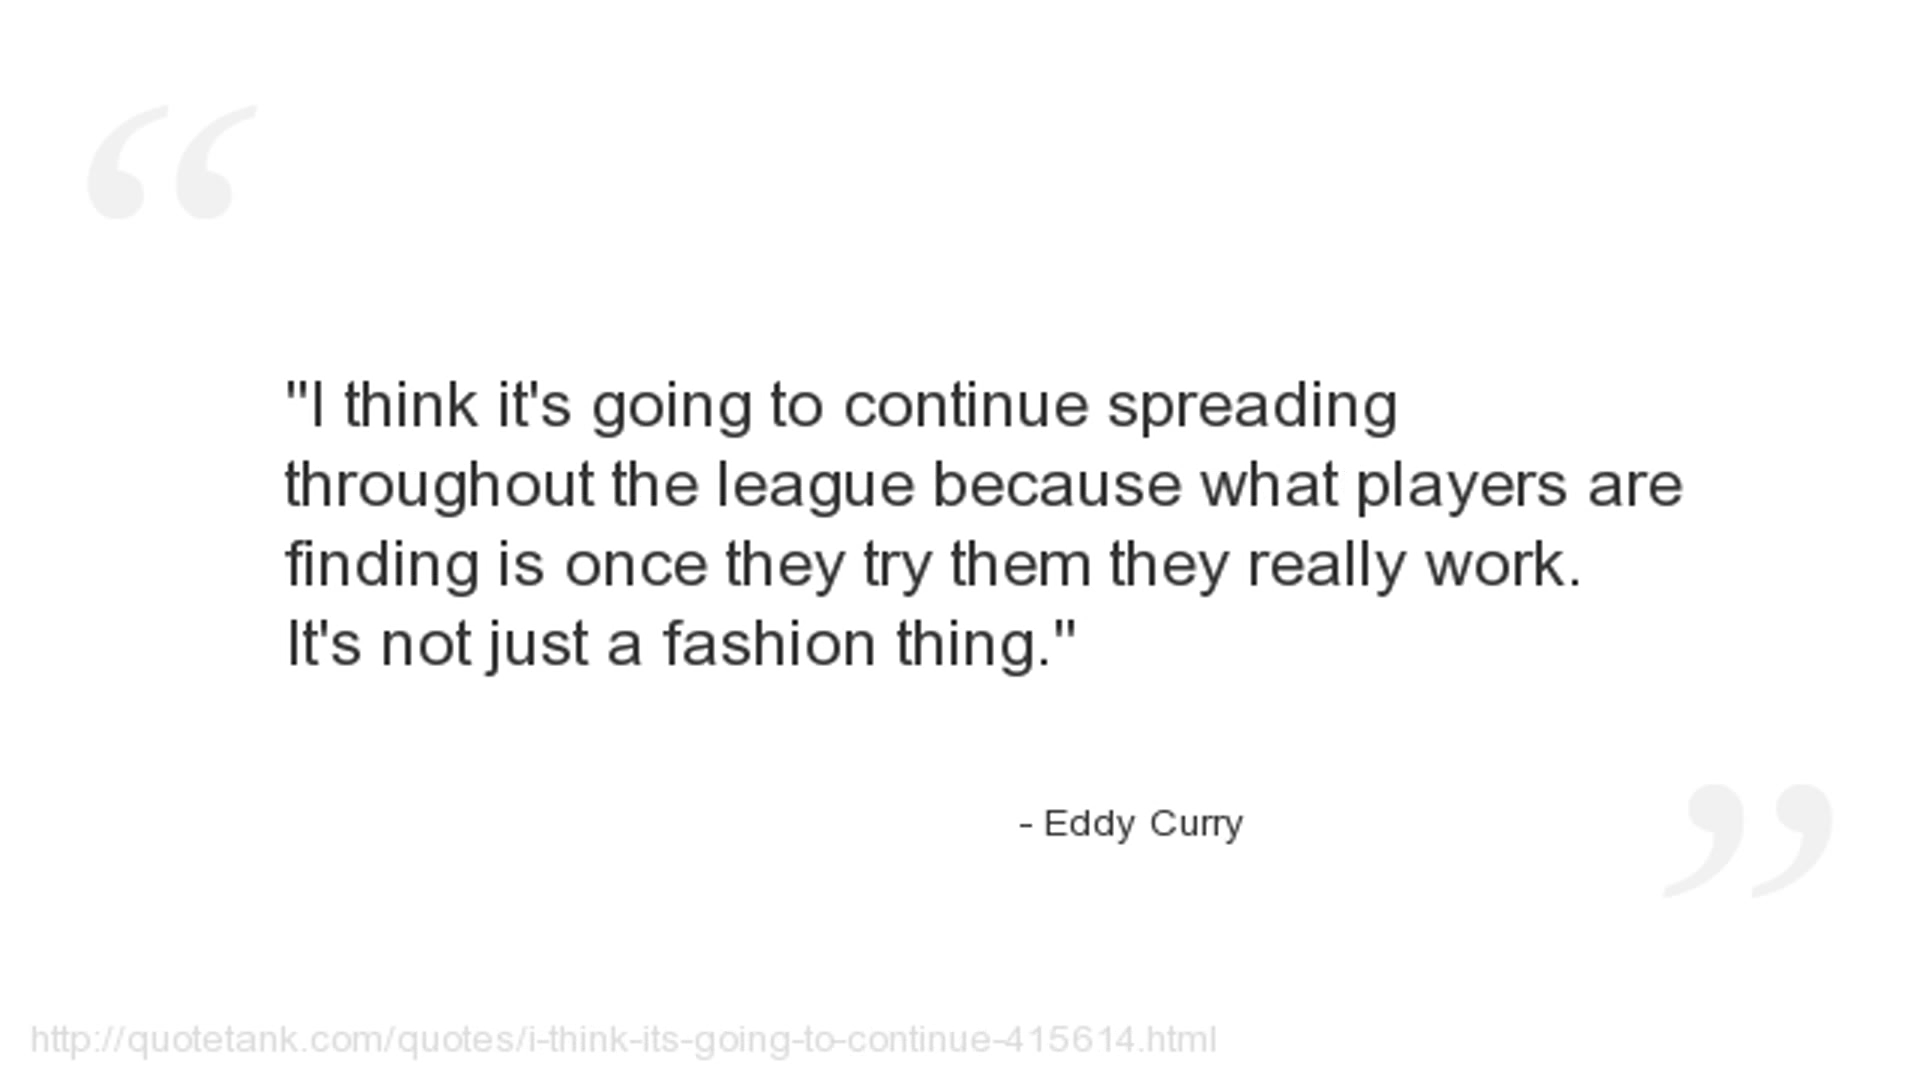 "I think it's going to continue spreading
throughout the league because what players are
finding is once they try them they really work.
It's not just a fashion thing."
- Eddy Curry
http://quotetank.com/quotes/i-think-its-going-to-continue-415614.html